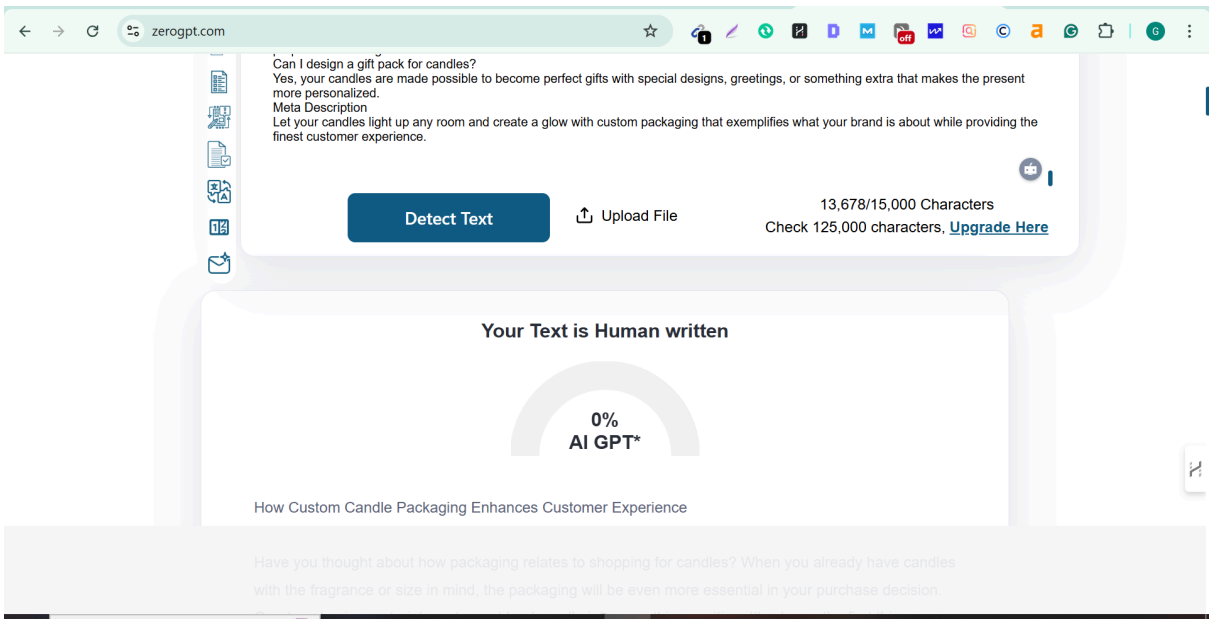 zerogpt.com
1
off
G
Can I design a gift pack for candles?
Yes, your candles are made possible to become perfect gifts with special designs, greetings, or something extra that makes the present
more personalized.
Meta Description
Let your candles light up any room and create a glow with custom packaging that exemplifies what your brand is about while providing the
finest customer experience.
Detect Text
Upload File
13,678/15,000 Characters
Check 125,000 characters, Upgrade Here
Your Text is Human written
0%
AI GPT*
How Custom Candle Packaging Enhances Customer Experience
Have you thought about how packaging relates to shopping for candles? When you already have candles
with the fragrance or size in mind, the packaging will be even more essential in your purchase decision.